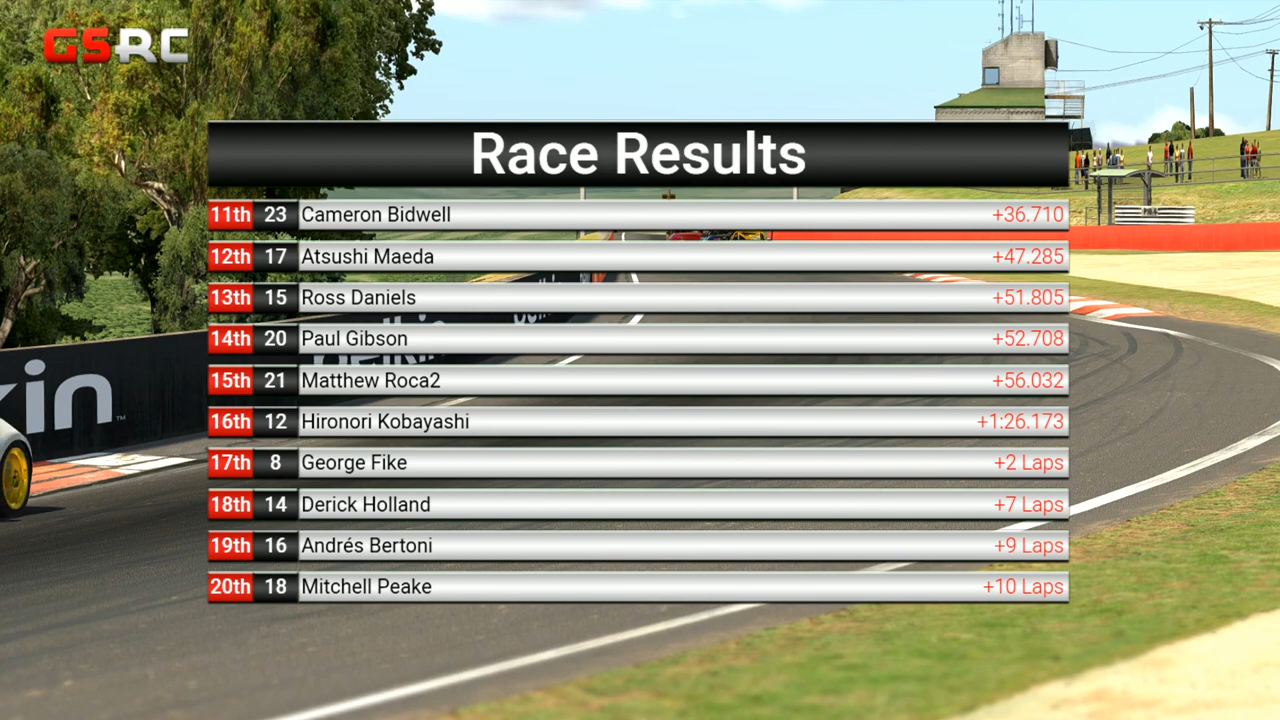 GSRC
Race Results
11th 23 Cameron Bidwell +36.710
12th 17 Atsushi Maeda +47.285
13th 15 Ross Daniels +51.805
14th 20 Paul Gibson +52.708
15th 21 Matthew Roca2 +56.032
16th 12 Hironori Kobayashi +1:26.173
17th 8 George Fike +2 Laps
18th 14 Derick Holland +7 Laps
19th 16 Andrés Bertoni +9 Laps
20th 18 Mitchell Peake +10 Laps
belkin
kin™